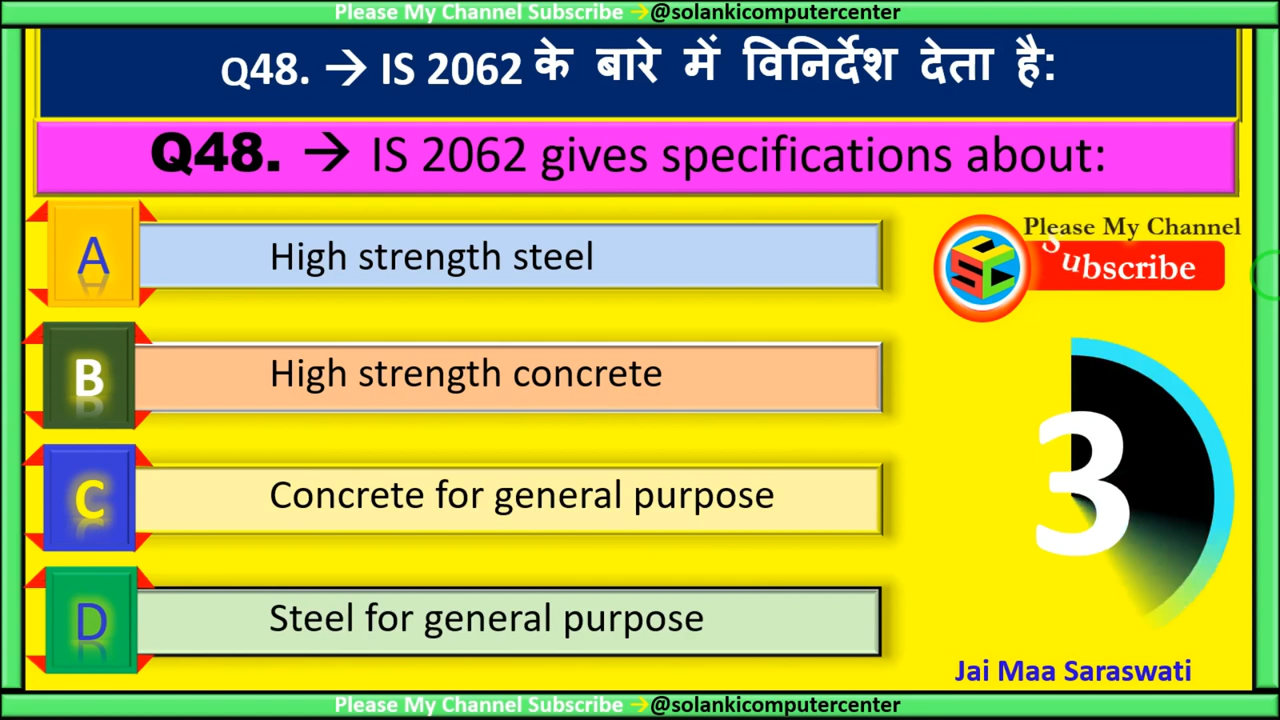 Please My Channel Subscribe →@solankicomputercenter
Q48. → IS 2062 के बारे में विनिर्देश देता है:
Q48. → IS 2062 gives specifications about:
A High strength steel
Please My Channel
Subscribe
SCC
B High strength concrete
3
C Concrete for general purpose
D Steel for general purpose
Jai Maa Saraswati
Please My Channel Subscribe →@solankicomputercenter